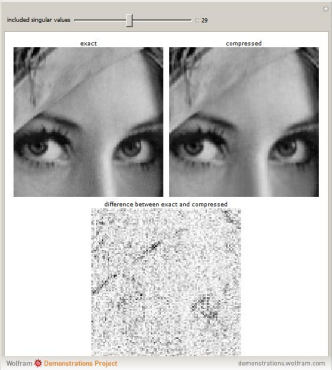 included singular values 29
exact compressed
difference between exact and compressed
Wolfram Demonstrations Project demonstrations.wolfram.com